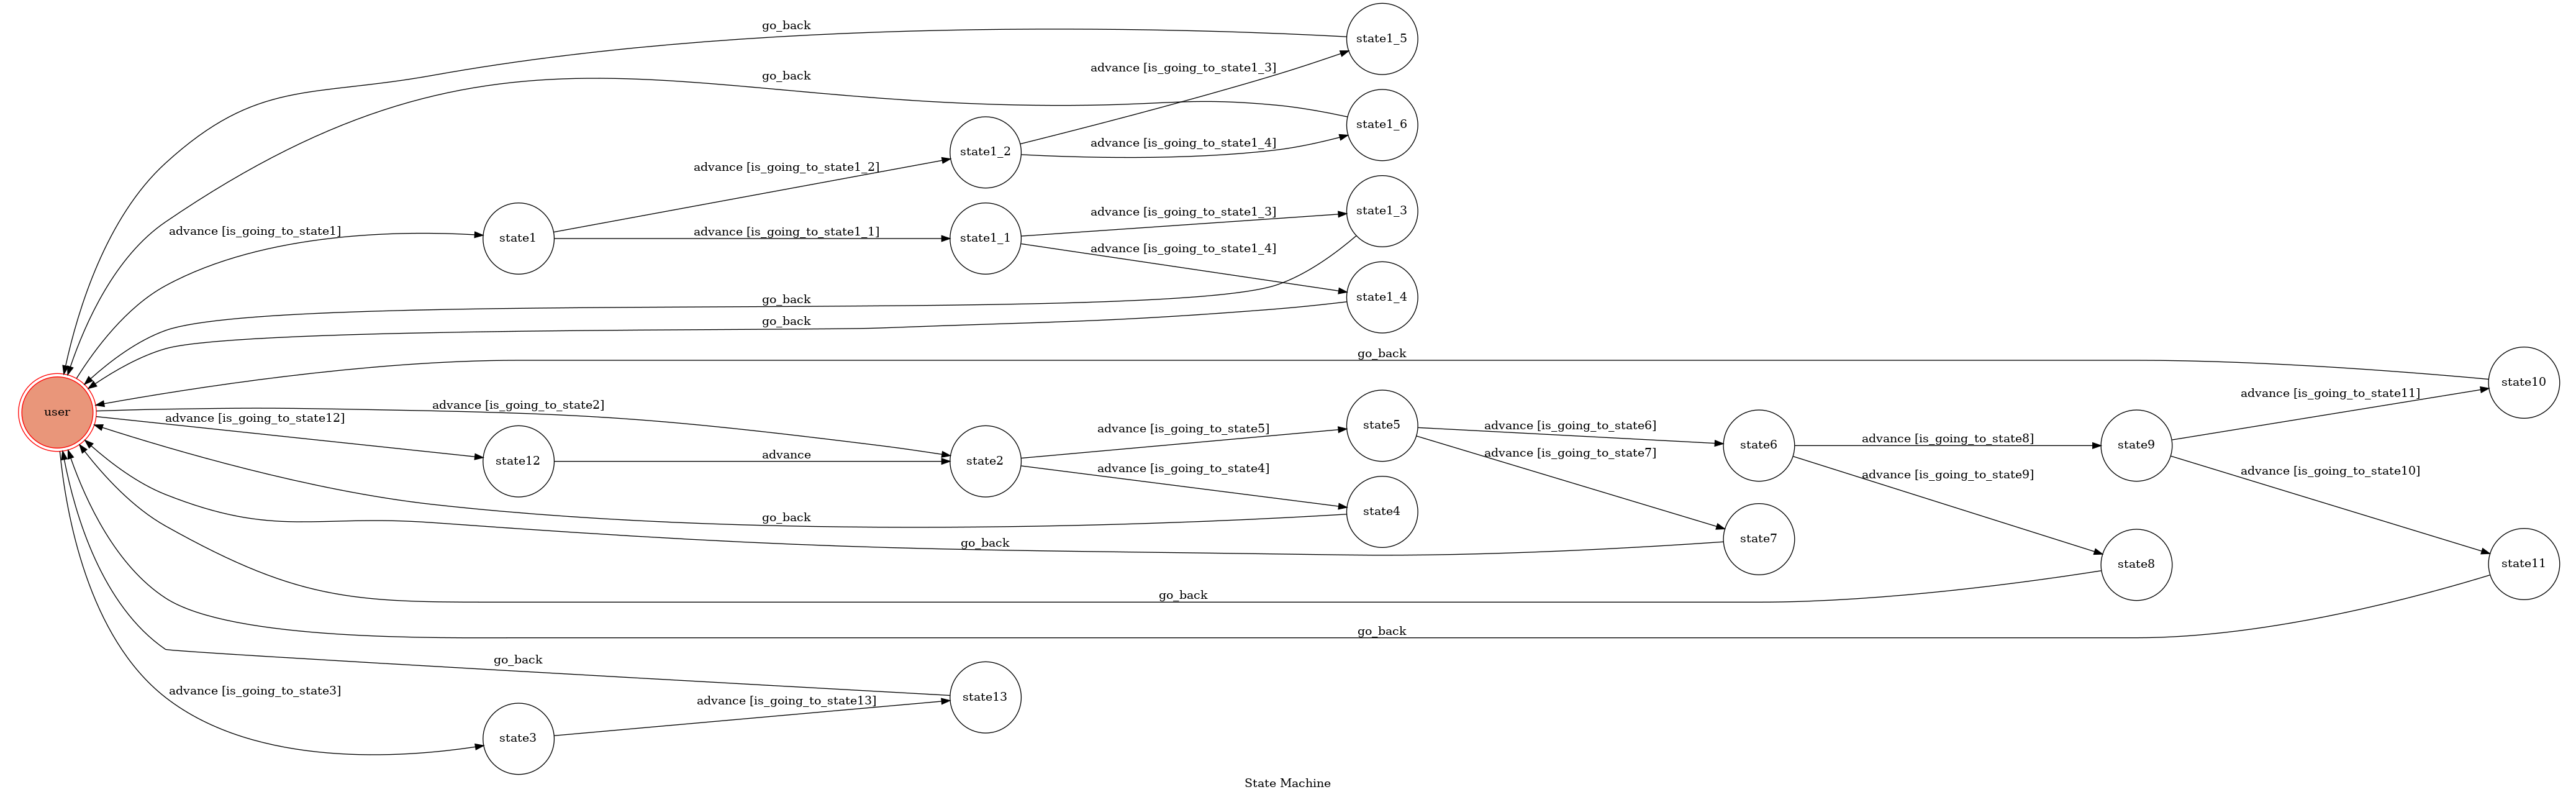 go_back
state1_5
advance [is_going_to_state1_3]
go_back
state1_6
advance [is_going_to_state1_4]
state1_2
advance [is_going_to_state1_2]
advance [is_going_to_state1_3]
state1_3
advance [is_going_to_state1]
state1
advance [is_going_to_state1_1]
state1_1
advance [is_going_to_state1_4]
go_back
state1_4
go_back
go_back
state10
advance [is_going_to_state11]
user
advance [is_going_to_state2]
advance [is_going_to_state12]
advance [is_going_to_state5]
state5
advance [is_going_to_state6]
state6
advance [is_going_to_state8]
state9
state12
advance
state2
advance [is_going_to_state4]
advance [is_going_to_state7]
advance [is_going_to_state9]
advance [is_going_to_state10]
go_back
state4
go_back
state7
state8
state11
go_back
go_back
go_back
advance [is_going_to_state3]
advance [is_going_to_state13]
state13
state3
State Machine